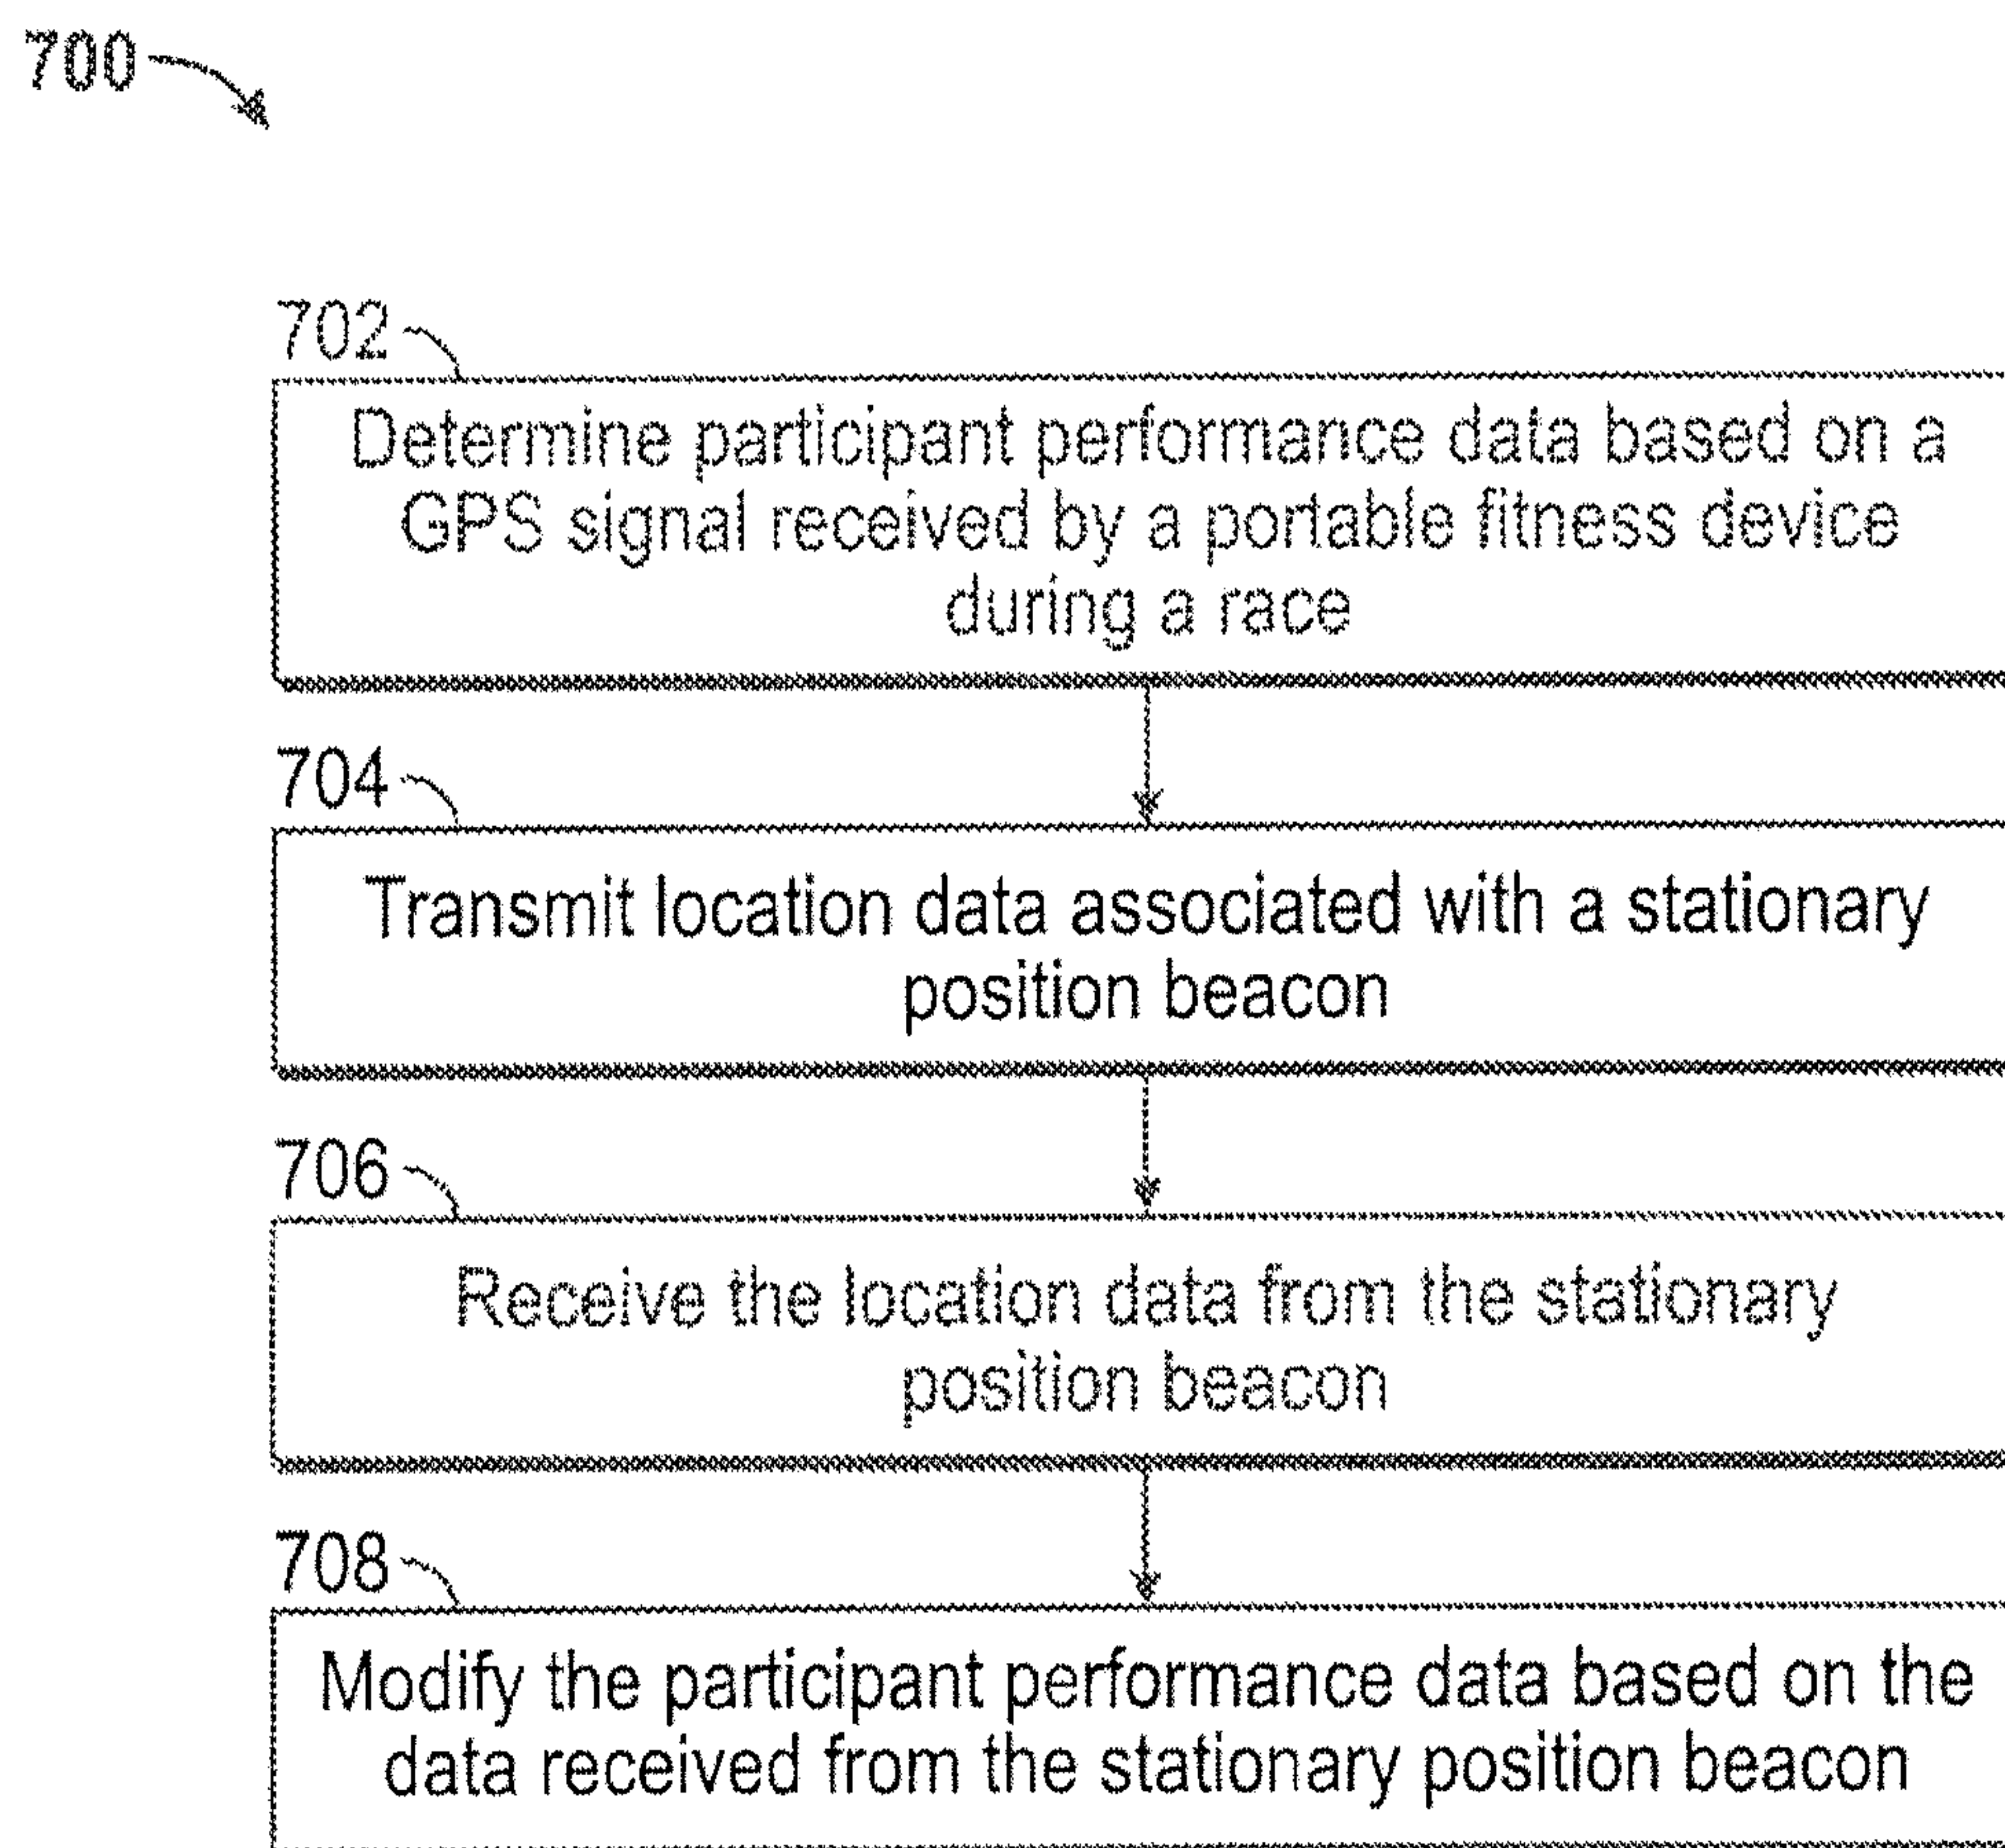 700
702
Determine participant performance data based on a
GPS signal received by a portable fitness device
during a race
704
Transmit location data associated with a stationary
position beacon
706
Receive the location data from the stationary
position beacon
708
Modify the participant performance data based on the
data received from the stationary position beacon